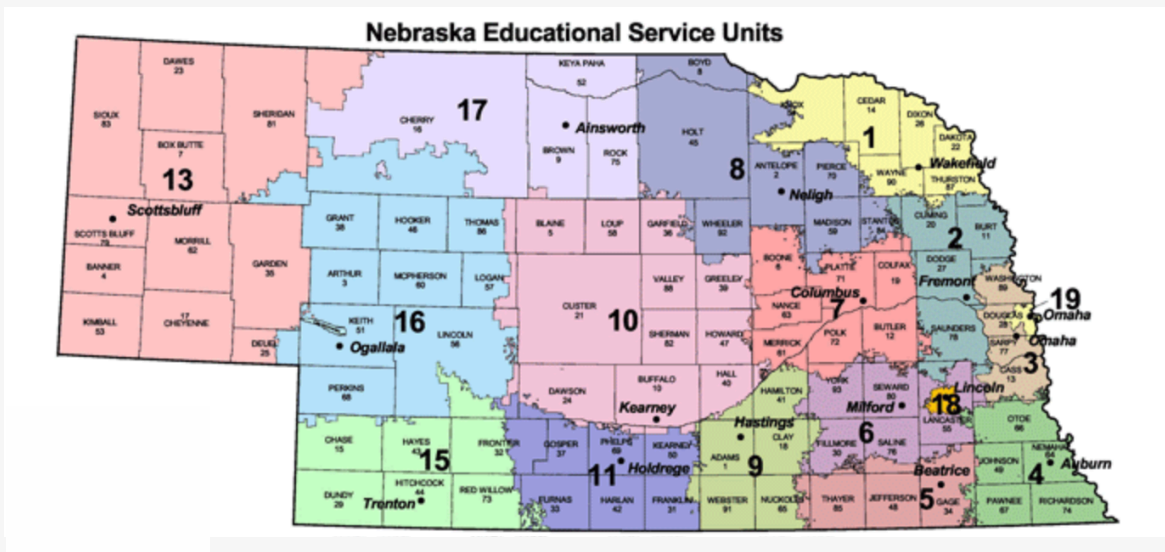 Nebraska Educational Service Units
DAWES
23
SIOUX
83
SHERIDAN
81
BOX BUTTE
7
13
Scottsbluff
SCOTTS BLUFF
79
MORRILL
62
BANNER
4
GARDEN
35
KIMBALL
53
17
CHEYENNE
DEUEL
25
CHERRY
16
17
KEYA PAHA
52
Ainsworth
BROWN
9
ROCK
75
BOYD
8
HOLT
45
8
ANTELOPE
2
PIERCE
70
Neligh
WHEELER
92
MADISON
59
STANTON
84
KNOX
54
CEDAR
14
DIXON
26
DAKOTA
22
1
Wakefield
WAYNE
90
THURSTON
87
GRANT
38
HOOKER
46
THOMAS
86
ARTHUR
3
MCPHERSON
60
LOGAN
57
KEITH
51
16
LINCOLN
56
Ogallala
PERKINS
68
BLAINE
5
LOUP
58
GARFIELD
36
CUSTER
21
VALLEY
88
GREELEY
39
10
SHERMAN
82
HOWARD
47
DAWSON
24
BUFFALO
10
HALL
40
Kearney
BOONE
6
PLATTE
71
COLFAX
19
Columbus
7
NANCE
63
MERRICK
61
POLK
72
BUTLER
12
CUMING
20
BURT
11
2
DODGE
27
Fremont
SAUNDERS
78
WASHINGTON
89
19
Omaha
DOUGLAS
28
Omaha
SARPY
77
3
CASS
13
CHASE
15
HAYES
43
FRONTIER
32
15
DUNDY
29
HITCHCOCK
44
RED WILLOW
73
Trenton
GOSPER
37
PHELPS
69
KEARNEY
50
11
Holdrege
FURNAS
33
HARLAN
42
FRANKLIN
31
HAMILTON
41
Hastings
ADAMS
1
CLAY
18
9
WEBSTER
91
NUCKOLLS
65
YORK
93
SEWARD
80
Milford
6
FILLMORE
30
SALINE
76
Lincoln
18
LANCASTER
55
Beatrice
THAYER
85
JEFFERSON
48
5
GAGE
34
OTOE
66
JOHNSON
49
NEMAHA
64
4
Auburn
PAWNEE
67
RICHARDSON
74